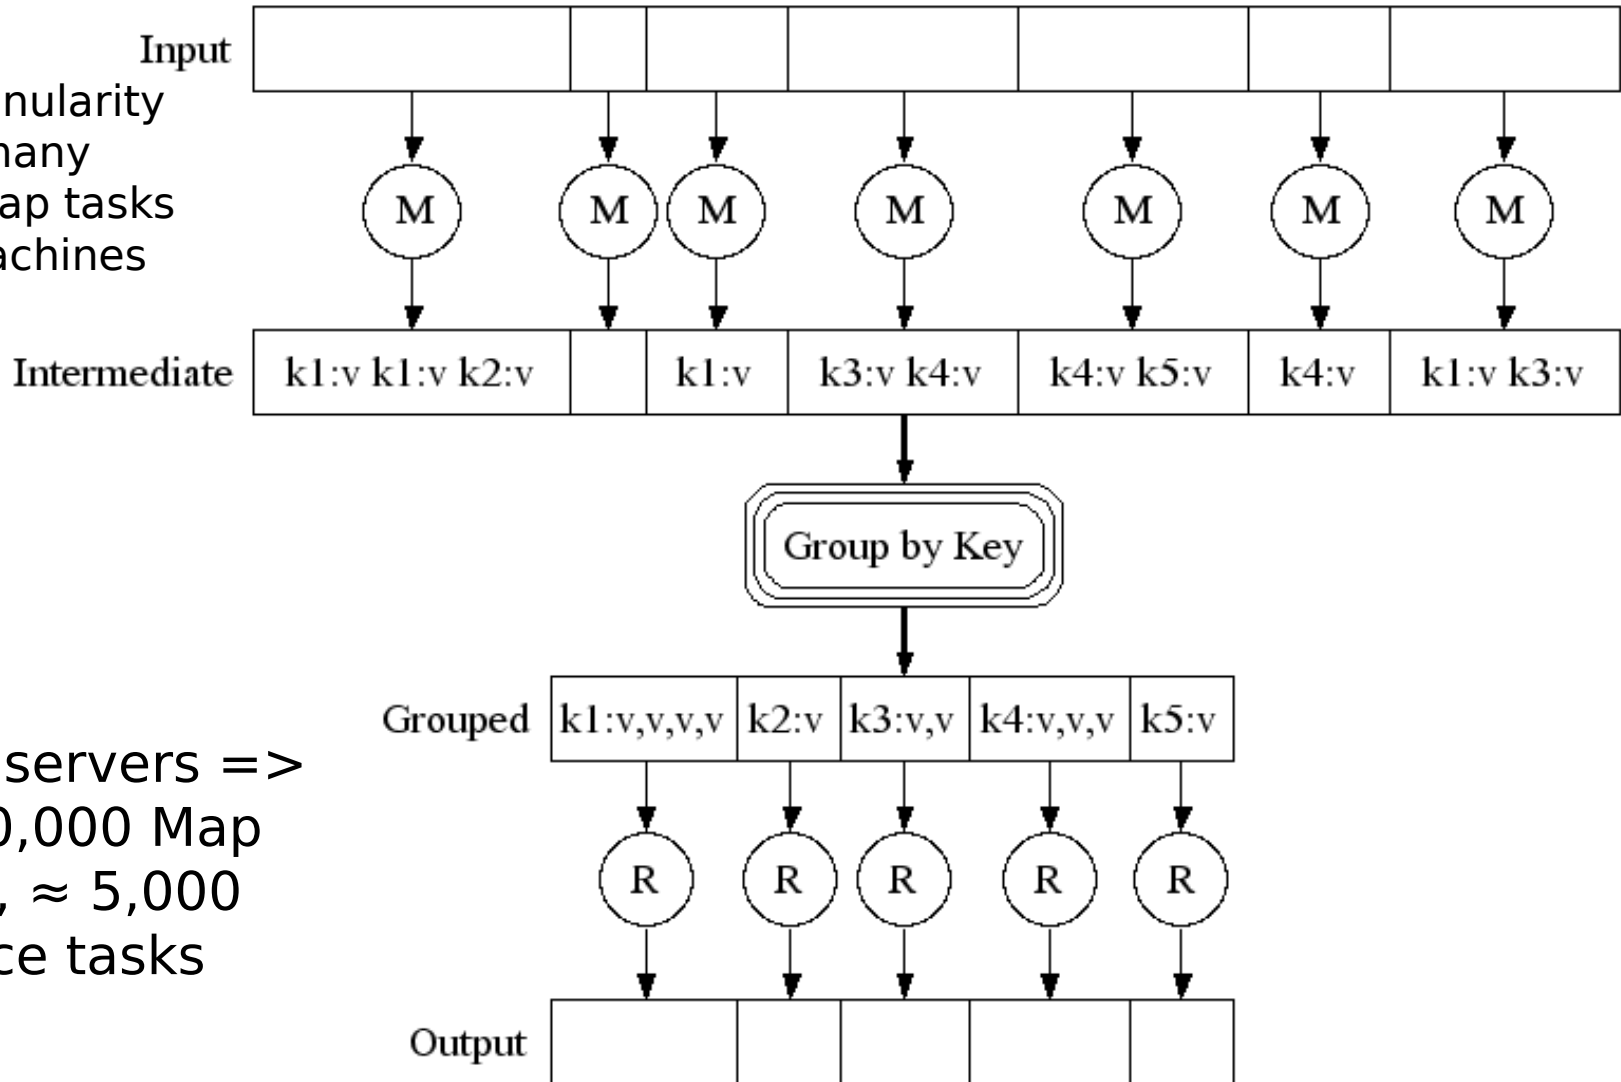 Input
nularity
many
ap tasks
achines
M M M M M M M
Intermediate k1:v k1:v k2:v k1:v k3:v k4:v k4:v k5:v k4:v k1:v k3:v
Group by Key
Grouped k1:v,v,v,v k2:v k3:v,v k4:v,v,v k5:v
servers =>
0,000 Map
, ≈ 5,000
ce tasks
R R R R R
Output